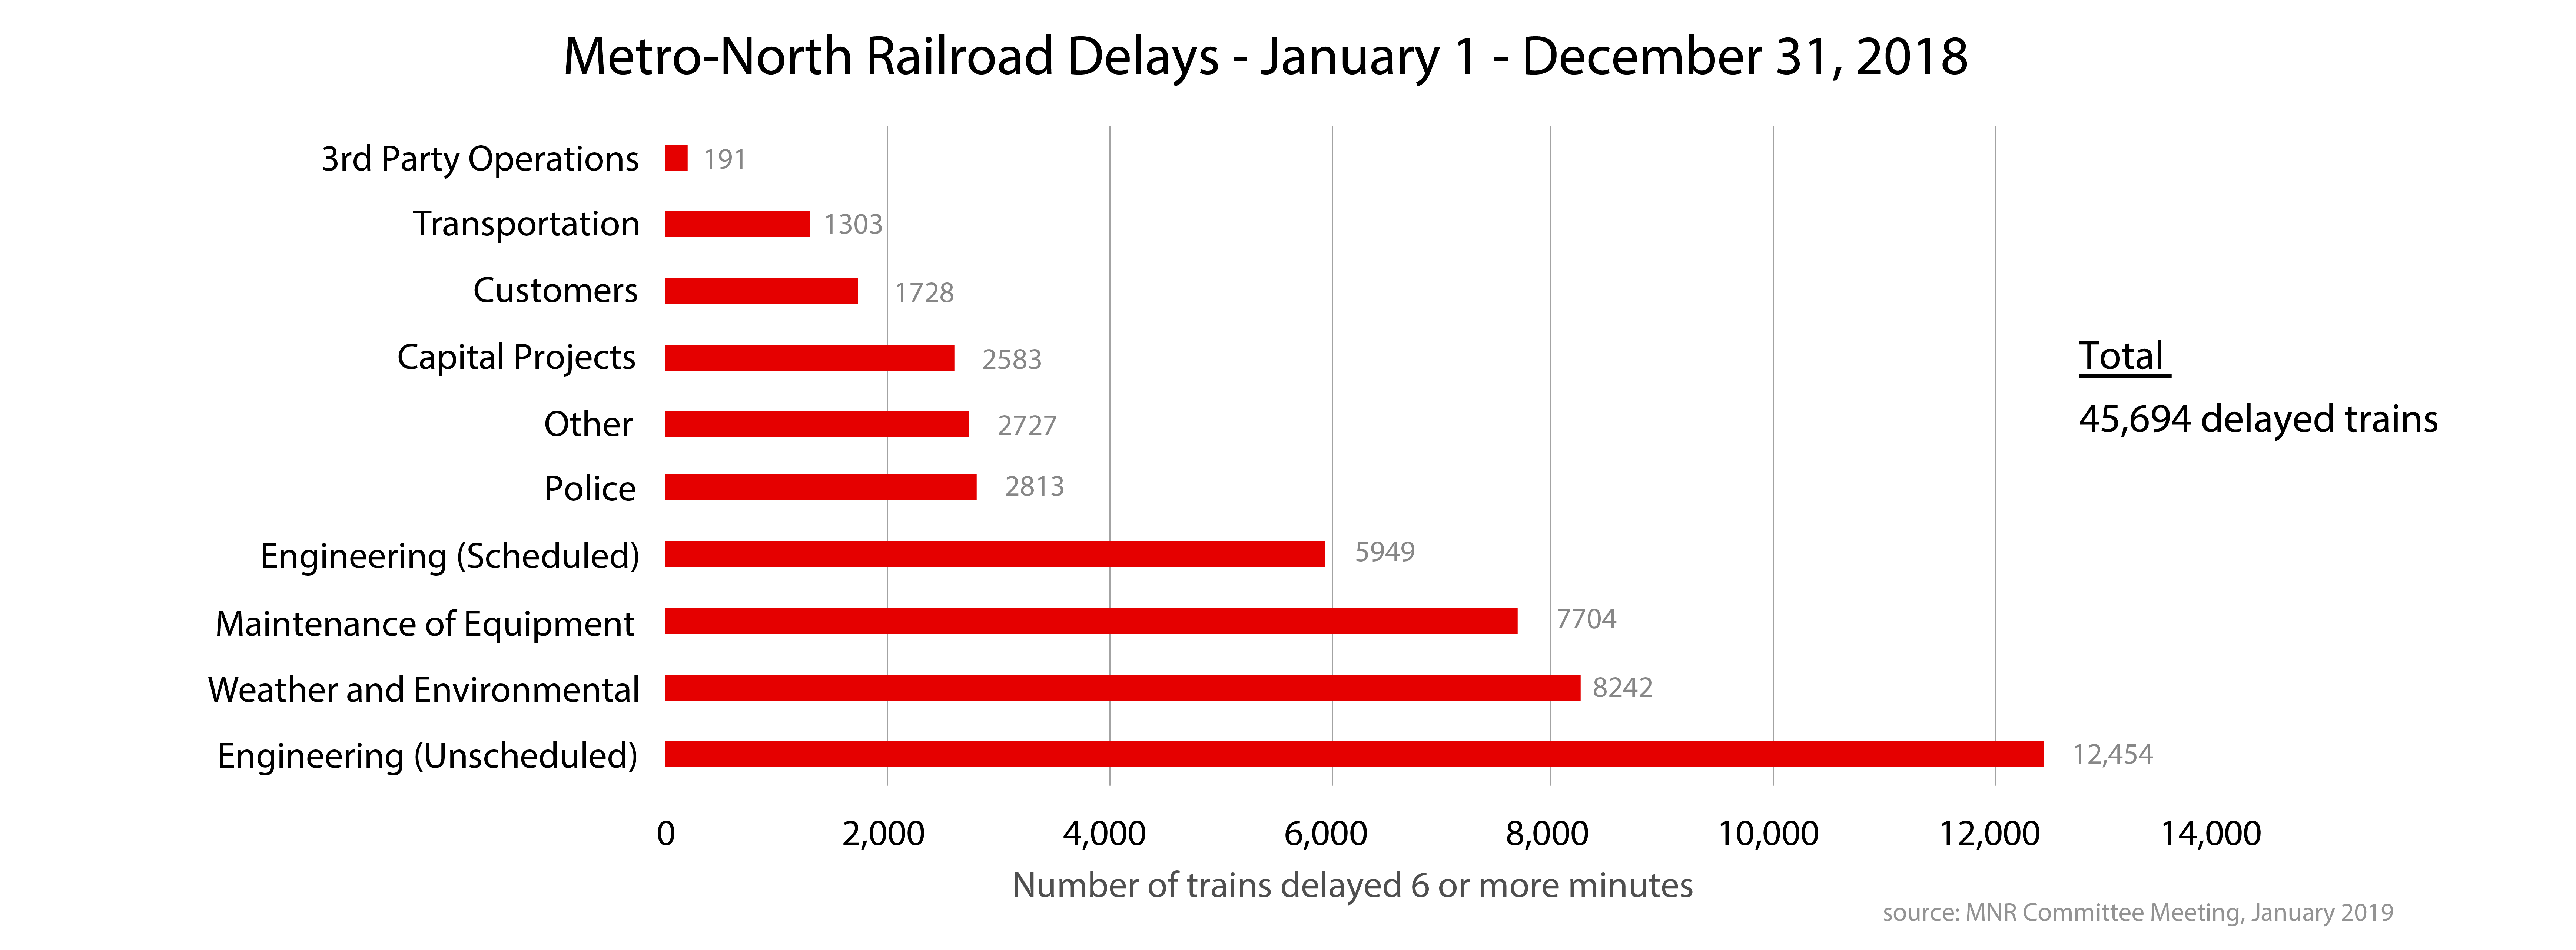 Metro-North Railroad Delays - January 1 - December 31, 2018
3rd Party Operations 191
Transportation 1303
Customers 1728
Capital Projects 2583
Other 2727
Police 2813
Engineering (Scheduled) 5949
Maintenance of Equipment 7704
Weather and Environmental 8242
Engineering (Unscheduled) 12,454
Total
45,694 delayed trains
0 2,000 4,000 6,000 8,000 10,000 12,000 14,000
Number of trains delayed 6 or more minutes
source: MNR Committee Meeting, January 2019